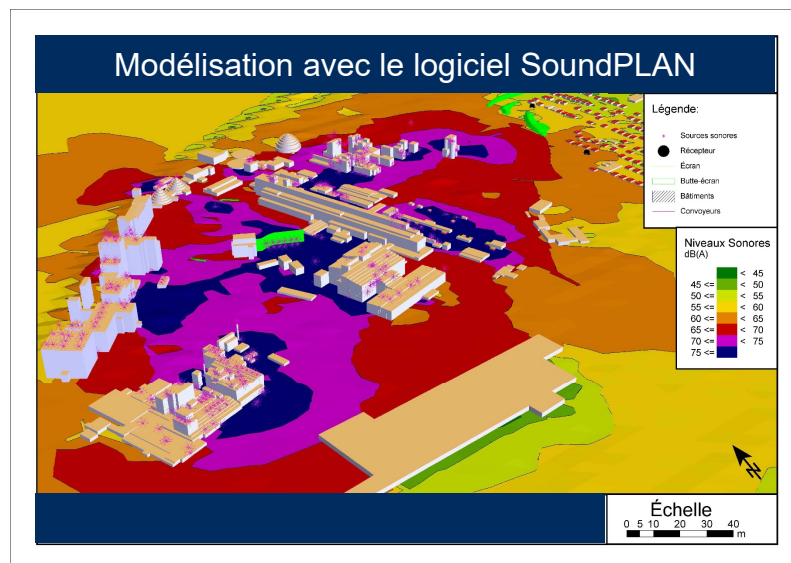 Modélisation avec le logiciel SoundPLAN
Légende:
Sources sonores
Récepteur
Écran
Butte-écran
Bâtiments
Convoyeurs
Niveaux Sonores
dB(A)
< 45
45 <= < 50
50 <= < 55
55 <= < 60
60 <= < 65
65 <= < 70
70 <= < 75
75 <=
N
Échelle
0 5 10 20 30 40
m